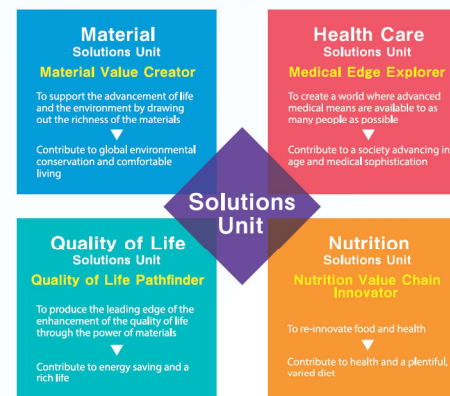 Material
Solutions Unit
Material Value Creator
To support the advancement of life
and the environment by drawing
out the richness of the materials
Contribute to global environmental
conservation and comfortable
living
Health Care
Solutions Unit
Medical Edge Explorer
To create a world where advanced
medical means are available to as
many people as possible
Contribute to a society advancing in
age and medical sophistication
Solutions
Unit
Quality of Life
Solutions Unit
Quality of Life Pathfinder
To produce the leading edge of the
enhancement of the quality of life
through the power of materials
Contribute to energy saving and a
rich life
Nutrition
Solutions Unit
Nutrition Value Chain
Innovator
To re-innovate food and health
Contribute to health and a plentiful,
varied diet